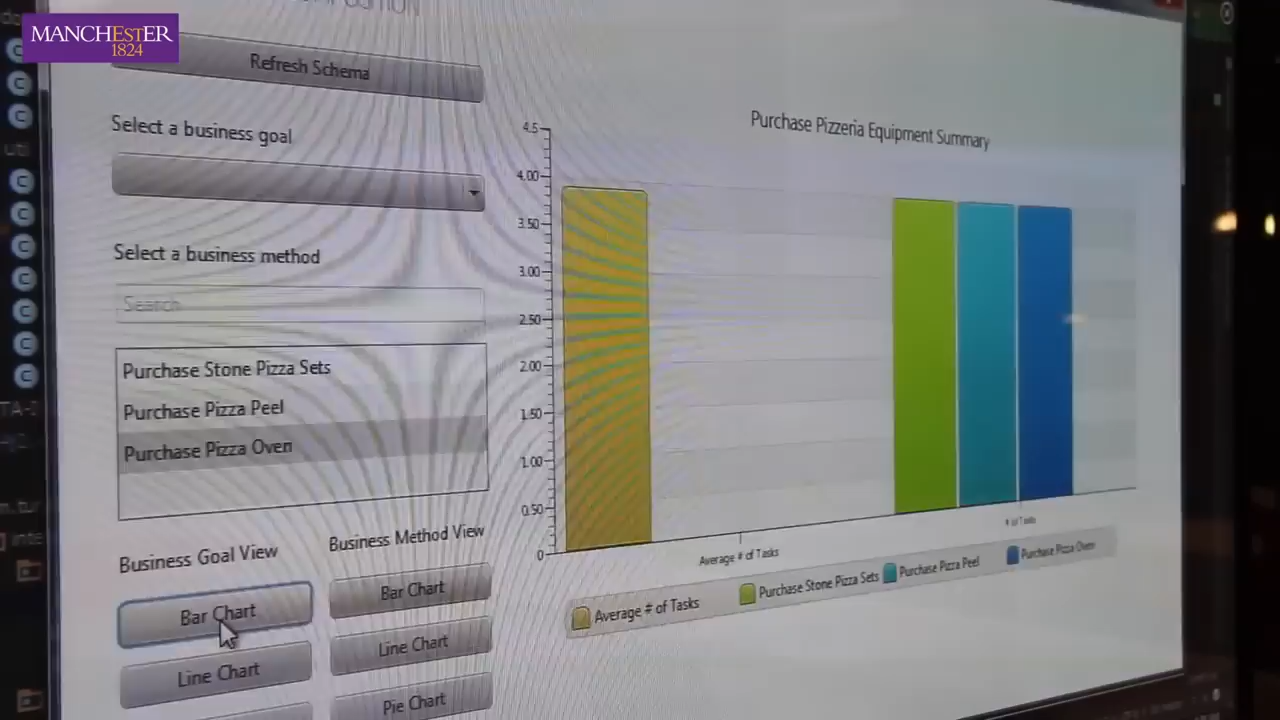 MANCHESTER
1824
Refresh Schema
Select a business goal
Select a business method
Search
Purchase Stone Pizza Sets
Purchase Pizza Peel
Purchase Pizza Oven
Business Goal View
Business Method View
Bar Chart
Bar Chart
Line Chart
Line Chart
Pie Chart
Purchase Pizzeria Equipment Summary
4.5
4.00
3.50
3.00
2.50
2.00
1.50
1.00
0.50
0
Average # of Tasks
# of Tasks
Average # of Tasks
Purchase Stone Pizza Sets
Purchase Pizza Peel
Purchase Pizza Oven